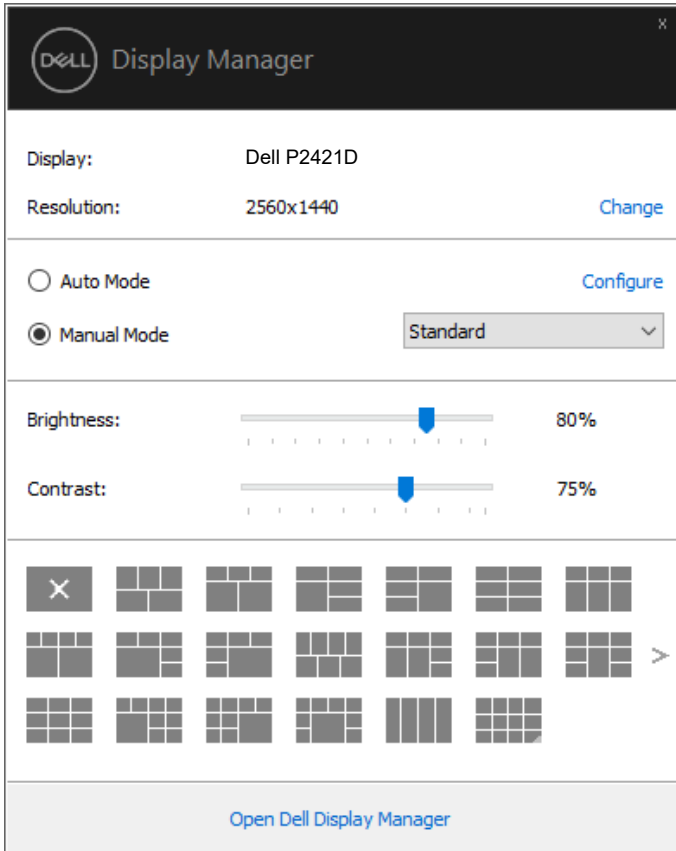 x
DELL Display Manager
Display: Dell P2421D
Resolution: 2560x1440 Change
Auto Mode Configure
Manual Mode Standard
Brightness: 80%
Contrast: 75%
Open Dell Display Manager